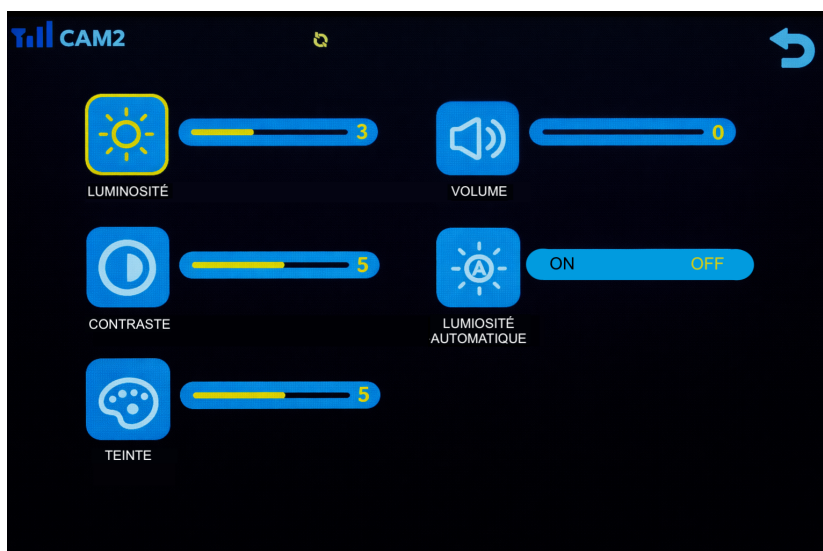 CAM2
3
LUMINOSITÉ
0
VOLUME
5
CONTRASTE
A
ON OFF
LUMIOSITÉ
AUTOMATIQUE
5
TEINTE